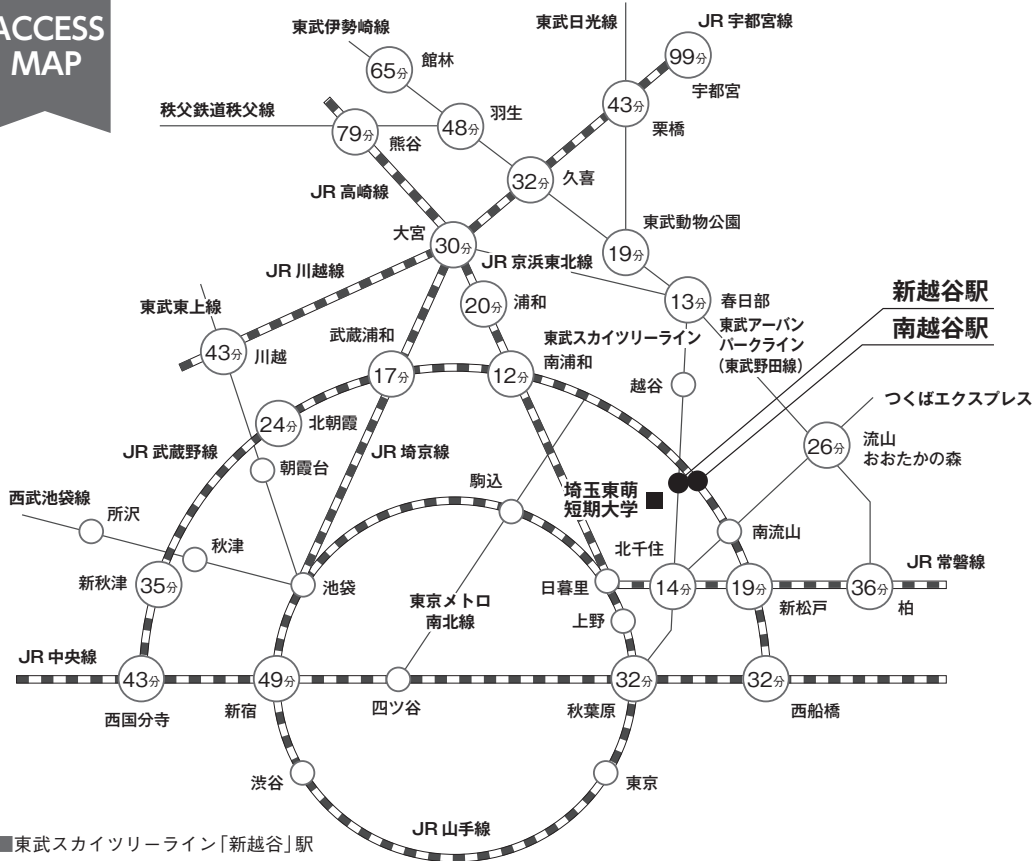 ACCESS
MAP
東武伊勢崎線
東武日光線
JR 宇都宮線
65分
館林
99分
宇都宮
43分
栗橋
秩父鉄道秩父線
79分
熊谷
48分
羽生
JR 高崎線
32分
久喜
大宮
30分
東武動物公園
19分
JR 京浜東北線
JR 川越線
20分
浦和
13分
春日部
新越谷駅
南越谷駅
東武東上線
43分
川越
武蔵浦和
17分
東武スカイツリーライン
12分
南浦和
東武アーバン
パークライン
(東武野田線)
越谷
つくばエクスプレス
24分
北朝霞
JR 武蔵野線
朝霞台
JR 埼京線
26分
流山
おおたかの森
駒込
埼玉東萌
短期大学
西武池袋線
所沢
秋津
南流山
北千住
JR 常磐線
新秋津
35分
池袋
日暮里
14分
19分
新松戸
36分
柏
東京メトロ
南北線
上野
JR 中央線
43分
西国分寺
49分
新宿
四ツ谷
32分
秋葉原
32分
西船橋
渋谷
東京
JR 山手線
■東武スカイツリーライン「新越谷」駅